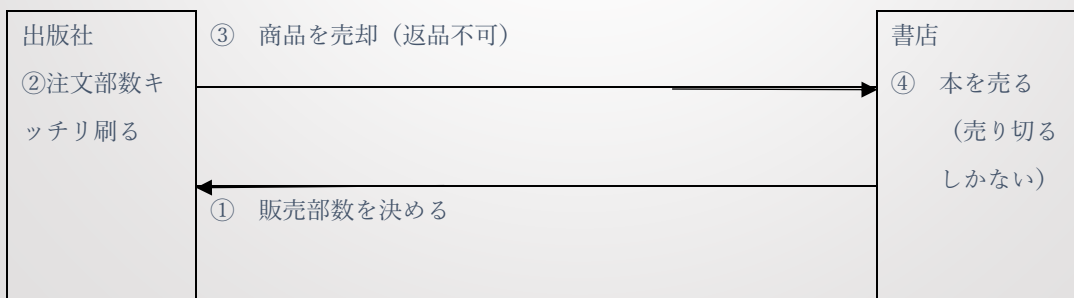 出版社
②注文部数キ
ッチリ刷る
③　商品を売却（返品不可）
①　販売部数を決める
書店
④　本を売る
（売り切る
しかない）